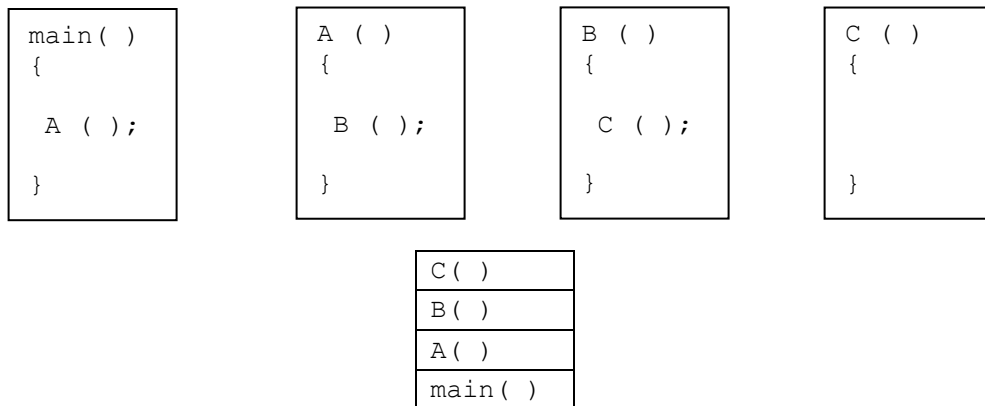 main( )
{
A ( );
}
A ( )
{
B ( );
}
B ( )
{
C ( );
}
C ( )
{
}
C( )
B( )
A( )
main( )